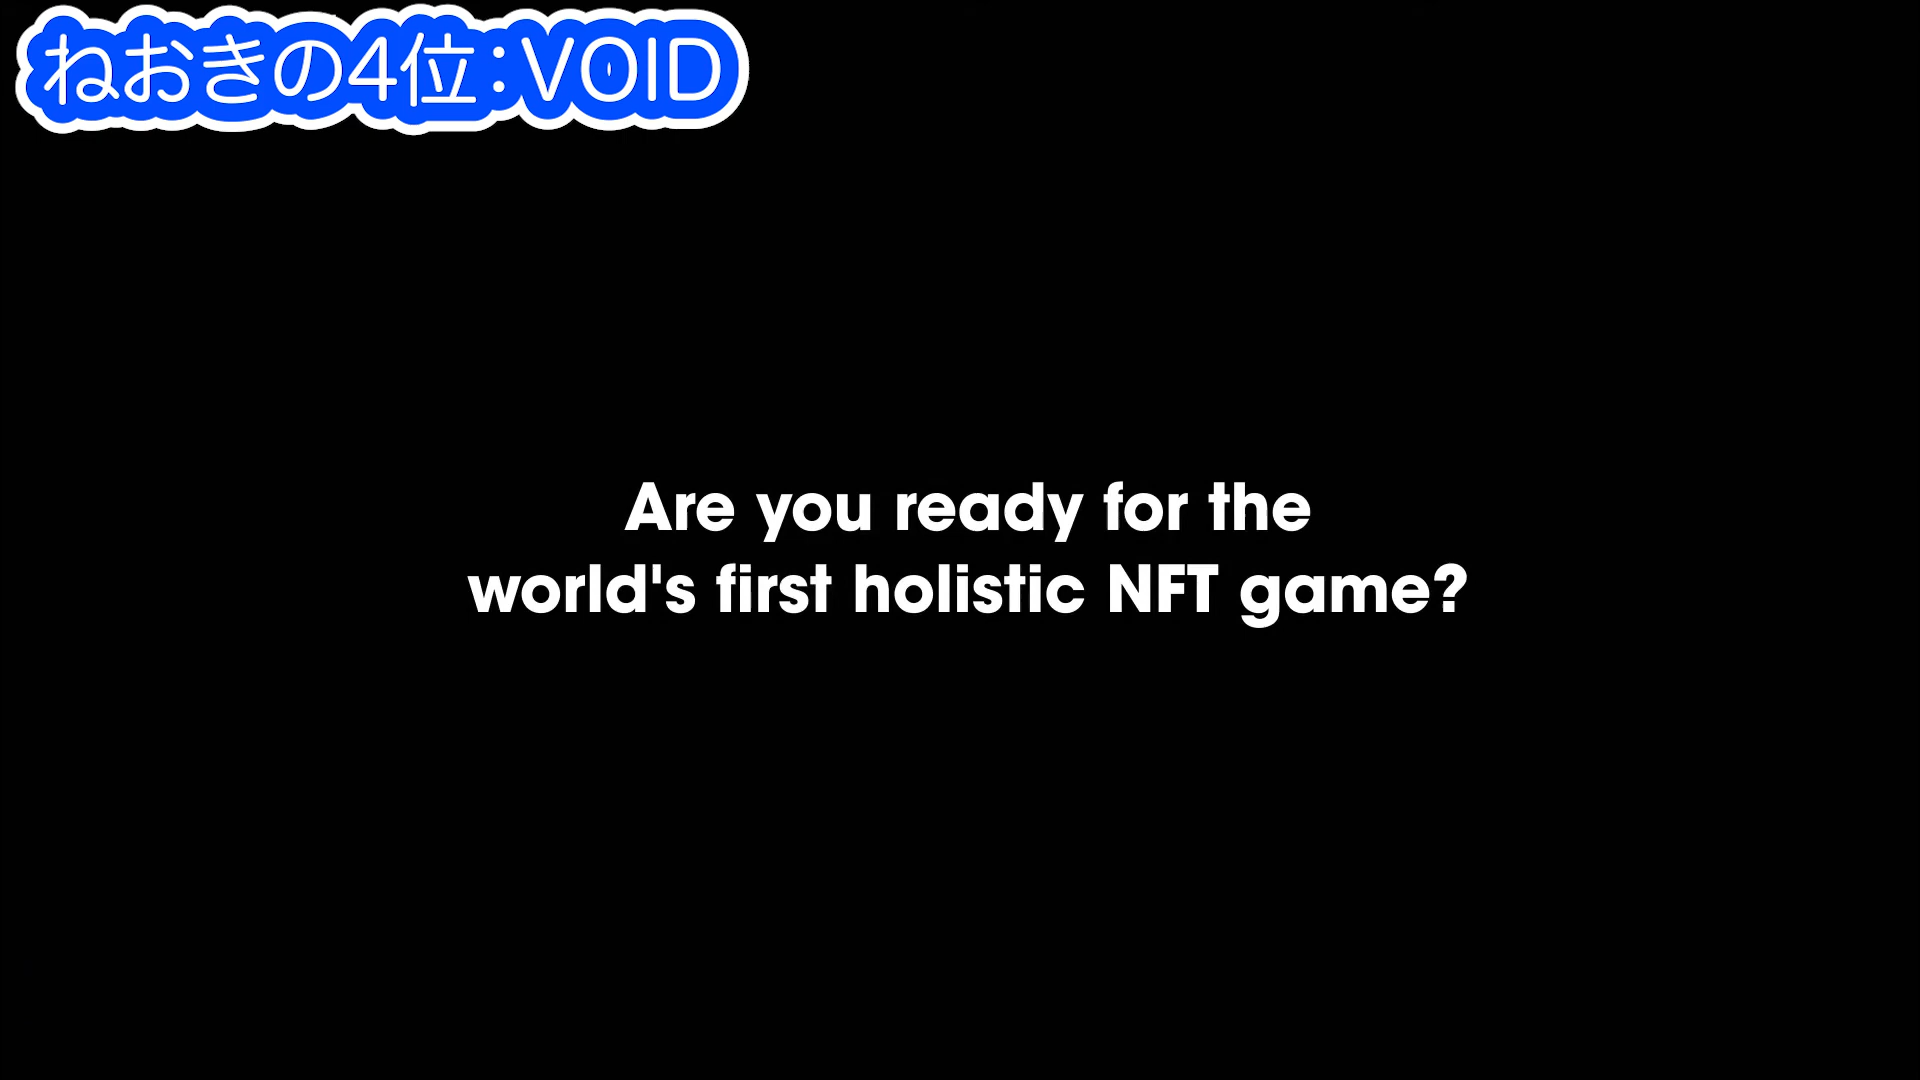 ねおきの4位:VOID
Are you ready for the
world's first holistic NFT game?